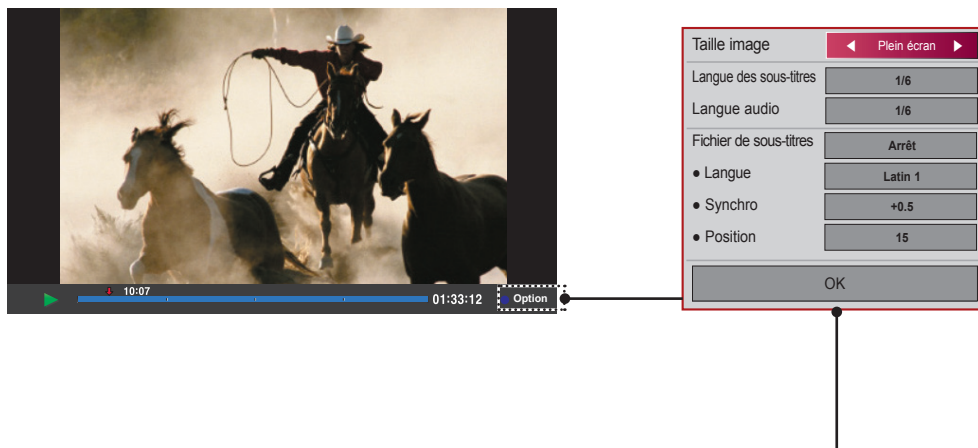 10:07
01:33:12
Option
Taille image
Plein écran
Langue des sous-titres
1/6
Langue audio
1/6
Fichier de sous-titres
Arrêt
● Langue
Latin 1
● Synchro
+0.5
● Position
15
OK